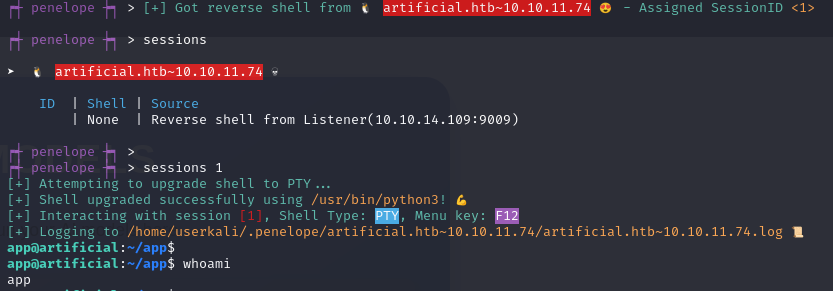 penelope > [+] Got reverse shell from 🐧 artificial.htb~10.10.11.74 😍 - Assigned SessionID <1>
penelope > sessions
➤ 🐧 artificial.htb~10.10.11.74 💀
ID | Shell | Source
| None | Reverse shell from Listener(10.10.14.109:9009)
penelope >
penelope > sessions 1
[+] Attempting to upgrade shell to PTY...
[+] Shell upgraded successfully using /usr/bin/python3! 💪
[+] Interacting with session [1], Shell Type: PTY, Menu key: F12
[+] Logging to /home/userkali/.penelope/artificial.htb~10.10.11.74/artificial.htb~10.10.11.74.log 📜
app@artificial:~/app$
app@artificial:~/app$ whoami
app